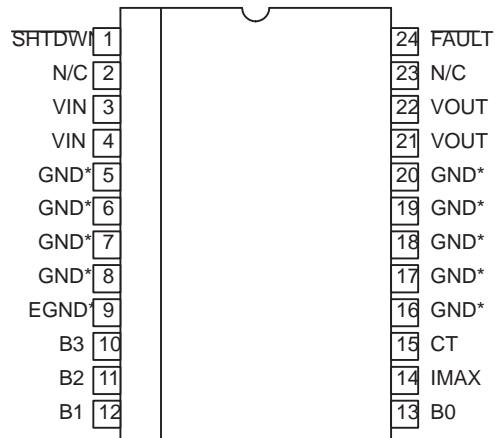 SHTDWN 1 24 FAULT
N/C 2 23 N/C
VIN 3 22 VOUT
VIN 4 21 VOUT
GND* 5 20 GND*
GND* 6 19 GND*
GND* 7 18 GND*
GND* 8 17 GND*
EGND* 9 16 GND*
B3 10 15 CT
B2 11 14 IMAX
B1 12 13 B0